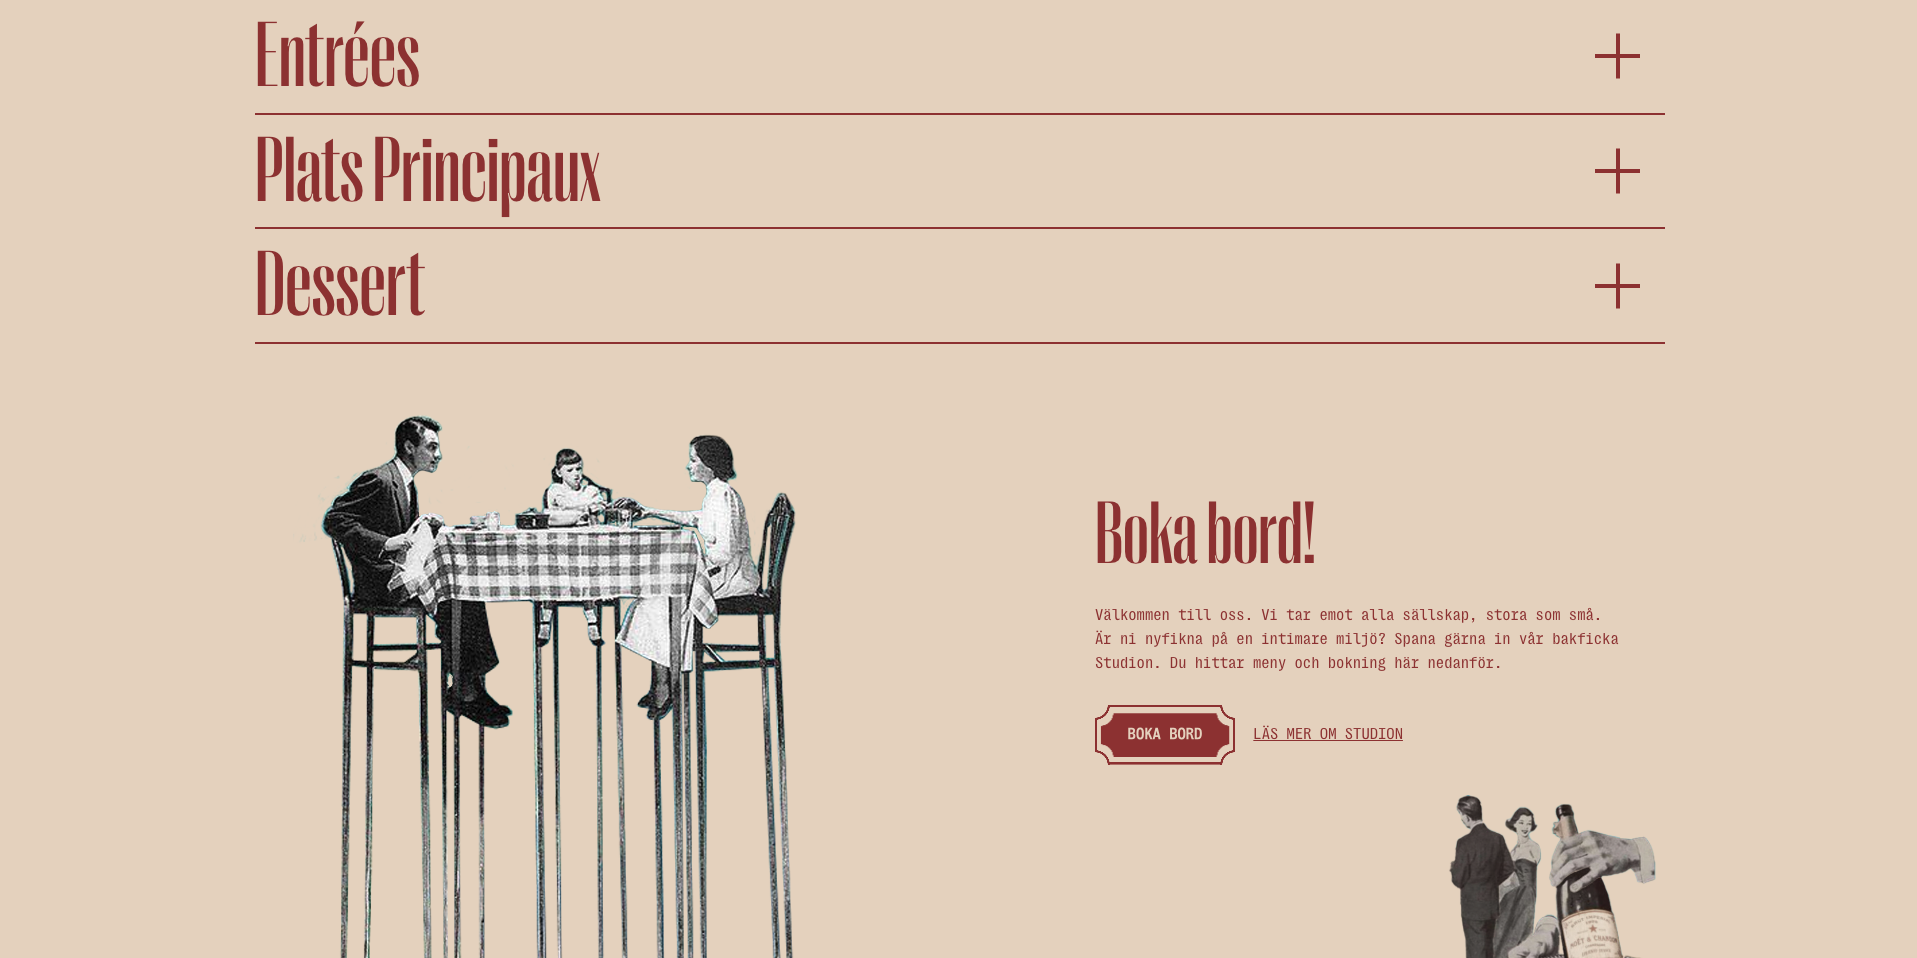 Entrées
Plats Principaux
Dessert
Boka bord!
Välkommen till oss. Vi tar emot alla sällskap, stora som små.
Är ni nyfikna på en intimare miljö? Spana gärna in vår bakficka
Studion. Du hittar meny och bokning här nedanför.
BOKA BORD LÄS MER OM STUDION
MOËT & CHANDON